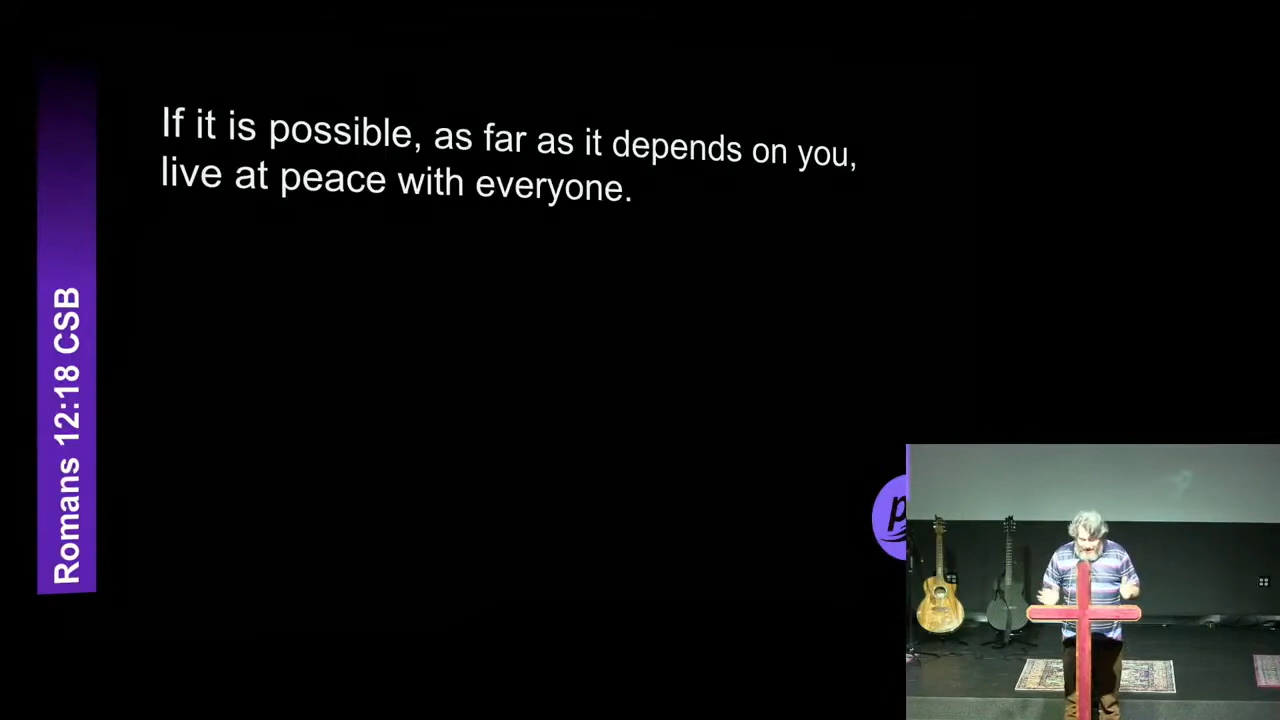 If it is possible, as far as it depends on you,
live at peace with everyone.
Romans 12:18 CSB
p